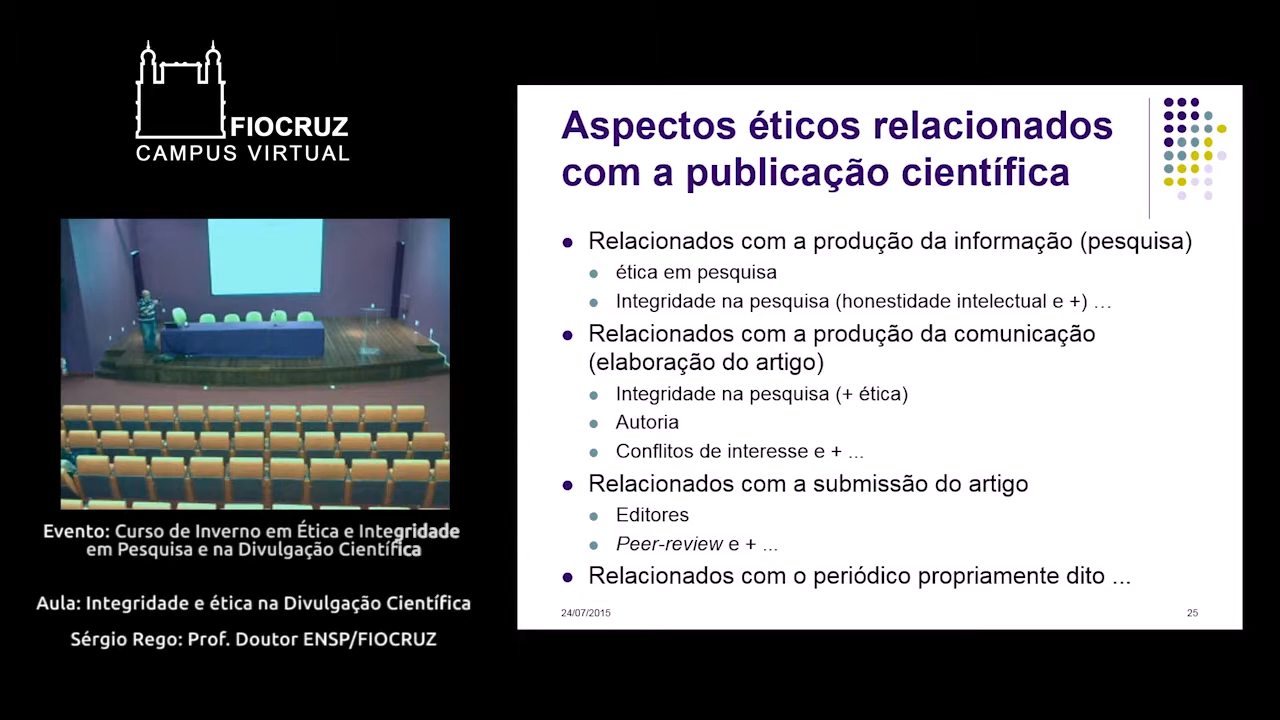 FIOCRUZ
CAMPUS VIRTUAL
Evento: Curso de Inverno em Ética e Integridade
em Pesquisa e na Divulgação Científica
Aula: Integridade e ética na Divulgação Científica
Sérgio Rego: Prof. Doutor ENSP/FIOCRUZ
Aspectos éticos relacionados
com a publicação científica
Relacionados com a produção da informação (pesquisa)
ética em pesquisa
Integridade na pesquisa (honestidade intelectual e +) ...
Relacionados com a produção da comunicação
(elaboração do artigo)
Integridade na pesquisa (+ ética)
Autoria
Conflitos de interesse e + ...
Relacionados com a submissão do artigo
Editores
Peer-review e + ...
Relacionados com o periódico propriamente dito ...
24/07/2015
25